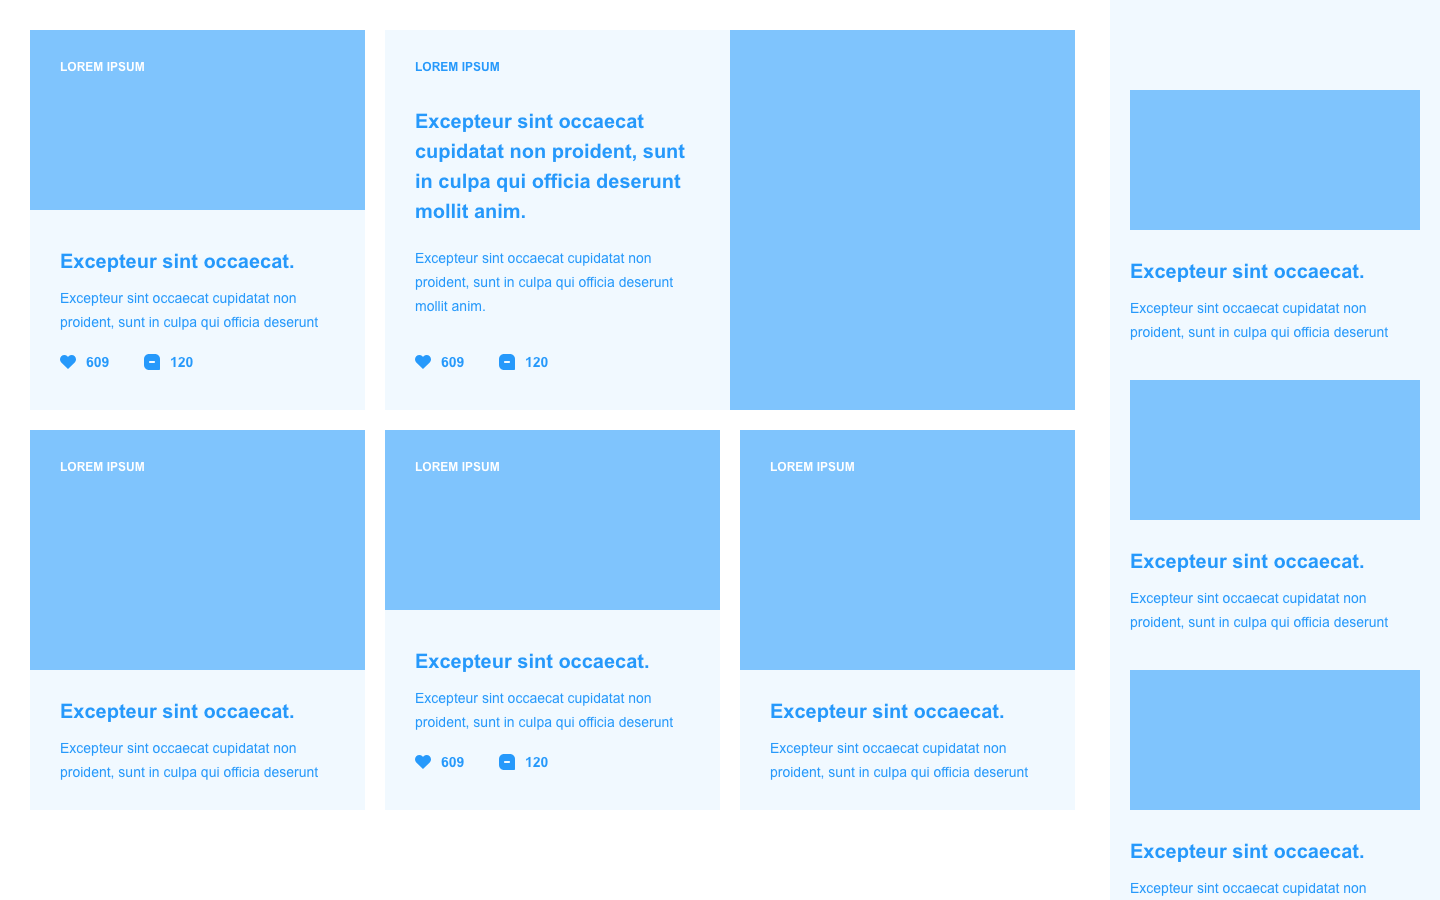 LOREM IPSUM
Excepteur sint occaecat.
Excepteur sint occaecat cupidatat non
proident, sunt in culpa qui officia deserunt
609 120
LOREM IPSUM
Excepteur sint occaecat
cupidatat non proident, sunt
in culpa qui officia deserunt
mollit anim.
Excepteur sint occaecat cupidatat non
proident, sunt in culpa qui officia deserunt
mollit anim.
609 120
LOREM IPSUM
Excepteur sint occaecat.
Excepteur sint occaecat cupidatat non
proident, sunt in culpa qui officia deserunt
LOREM IPSUM
Excepteur sint occaecat.
Excepteur sint occaecat cupidatat non
proident, sunt in culpa qui officia deserunt
609 120
LOREM IPSUM
Excepteur sint occaecat.
Excepteur sint occaecat cupidatat non
proident, sunt in culpa qui officia deserunt
Excepteur sint occaecat.
Excepteur sint occaecat cupidatat non
proident, sunt in culpa qui officia deserunt
Excepteur sint occaecat.
Excepteur sint occaecat cupidatat non
proident, sunt in culpa qui officia deserunt
Excepteur sint occaecat.
Excepteur sint occaecat cupidatat non